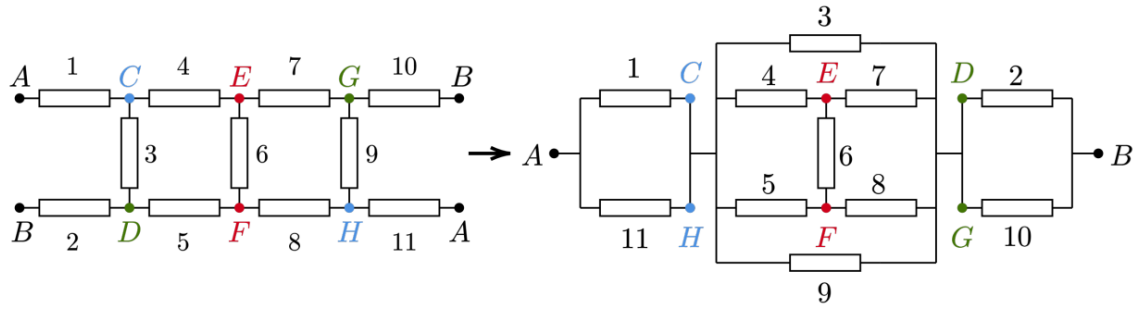 A 1 C 4 E 7 G 10 B
3 6 9
B 2 D 5 F 8 H 11 A
3
1 C 4 E 7 D 2
A 6 B
11 H 5 F 8 G 10
9